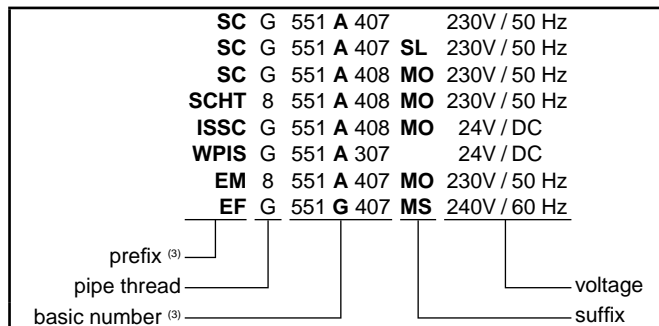 SC G 551 A 407 230V / 50 Hz
SC G 551 A 407 SL 230V / 50 Hz
SC G 551 A 408 MO 230V / 50 Hz
SCHT 8 551 A 408 MO 230V / 50 Hz
ISSC G 551 A 408 MO 24V / DC
WPIS G 551 A 307 24V / DC
EM 8 551 A 407 MO 230V / 50 Hz
EF G 551 G 407 MS 240V / 60 Hz
prefix (3)
pipe thread voltage
basic number (3) suffix